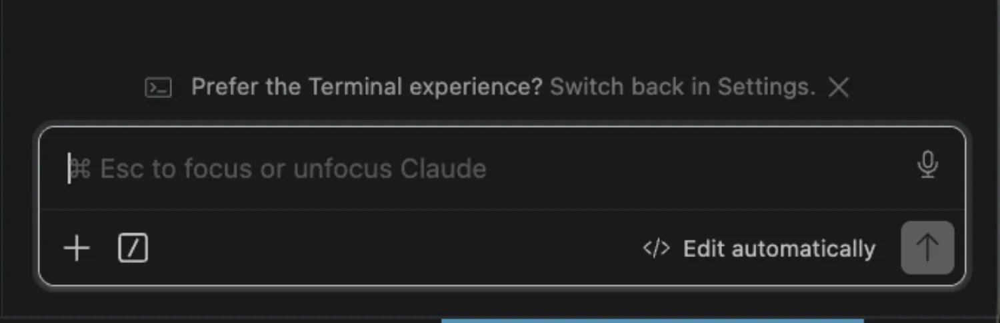 Prefer the Terminal experience? Switch back in Settings.
⌘ Esc to focus or unfocus Claude
</> Edit automatically